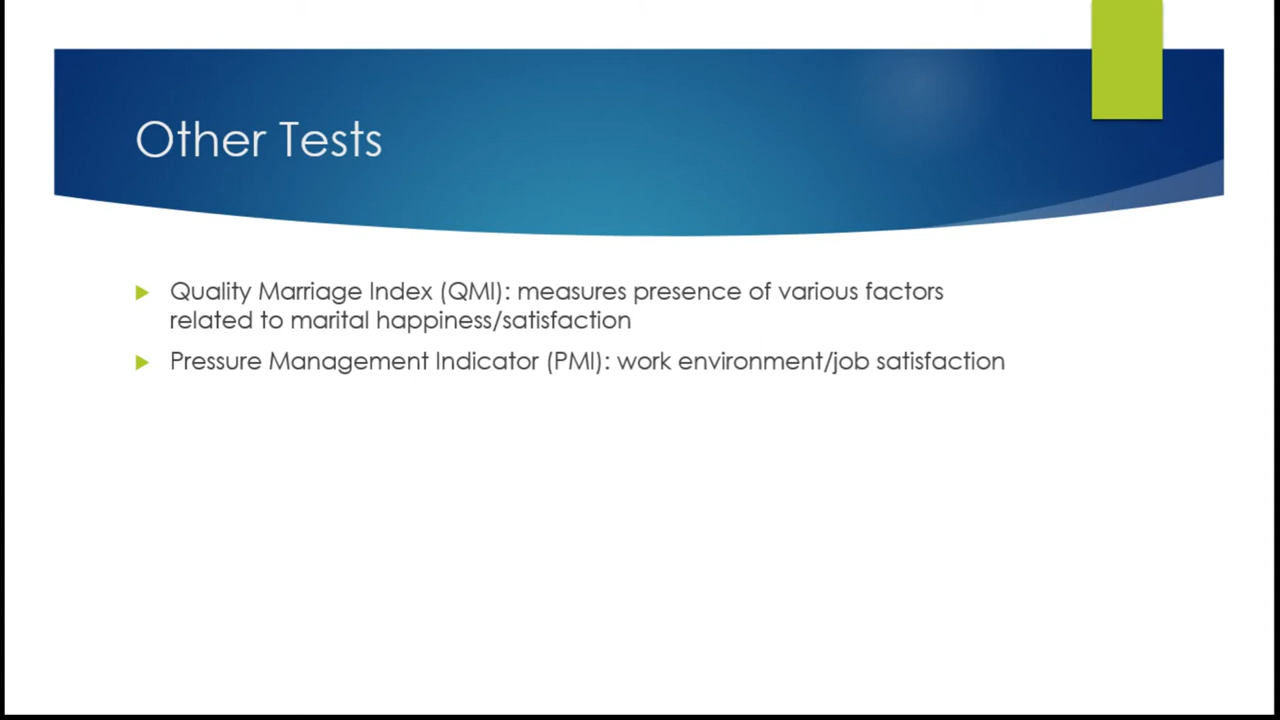 Other Tests
Quality Marriage Index (QMI): measures presence of various factors
related to marital happiness/satisfaction
Pressure Management Indicator (PMI): work environment/job satisfaction